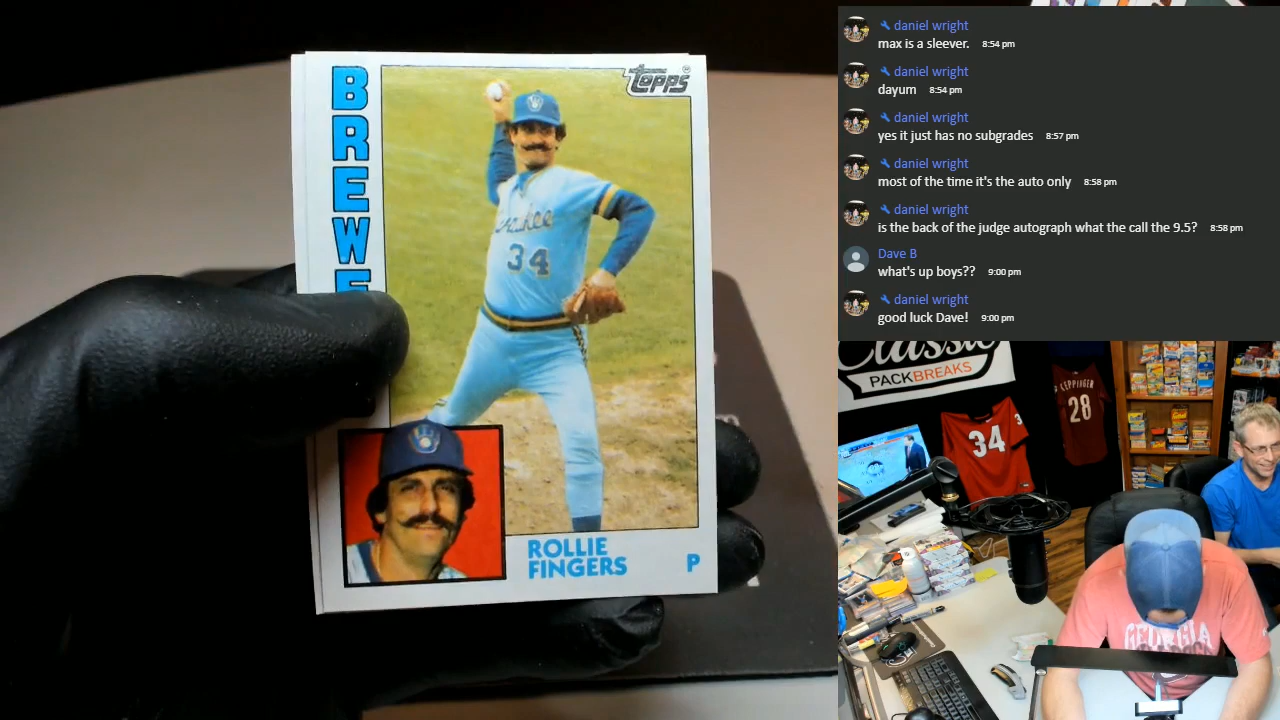 BREWE
Topps
34
ROLLIE
FINGERS
P
daniel wright
max is a sleever. 8:54 pm
daniel wright
dayum 8:54 pm
daniel wright
yes it just has no subgrades 8:57 pm
daniel wright
most of the time it's the auto only 8:58 pm
daniel wright
is the back of the judge autograph what the call the 9.5? 8:58 pm
Dave B
what's up boys?? 9:00 pm
daniel wright
good luck Dave! 9:00 pm
Classic
PACKBREAKS
LEPPINGER
28
34
GEORGIA